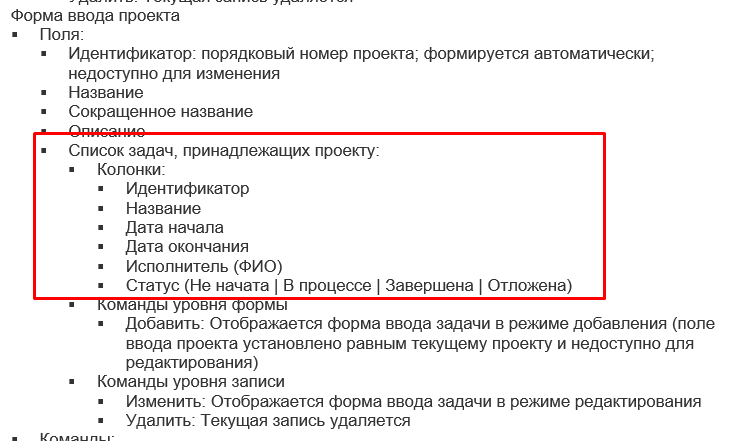 Удалить: Текущая запись удаляется
Форма ввода проекта
▪ Поля:
▪ Идентификатор: порядковый номер проекта; формируется автоматически;
недоступно для изменения
▪ Название
▪ Сокращенное название
▪ Описание
▪ Список задач, принадлежащих проекту:
▪ Колонки:
▪ Идентификатор
▪ Название
▪ Дата начала
▪ Дата окончания
▪ Исполнитель (ФИО)
▪ Статус (Не начата | В процессе | Завершена | Отложена)
▪ Команды уровня формы
▪ Добавить: Отображается форма ввода задачи в режиме добавления (поле
ввода проекта установлено равным текущему проекту и недоступно для
редактирования)
▪ Команды уровня записи
▪ Изменить: Отображается форма ввода задачи в режиме редактирования
▪ Удалить: Текущая запись удаляется
▪ Команды: